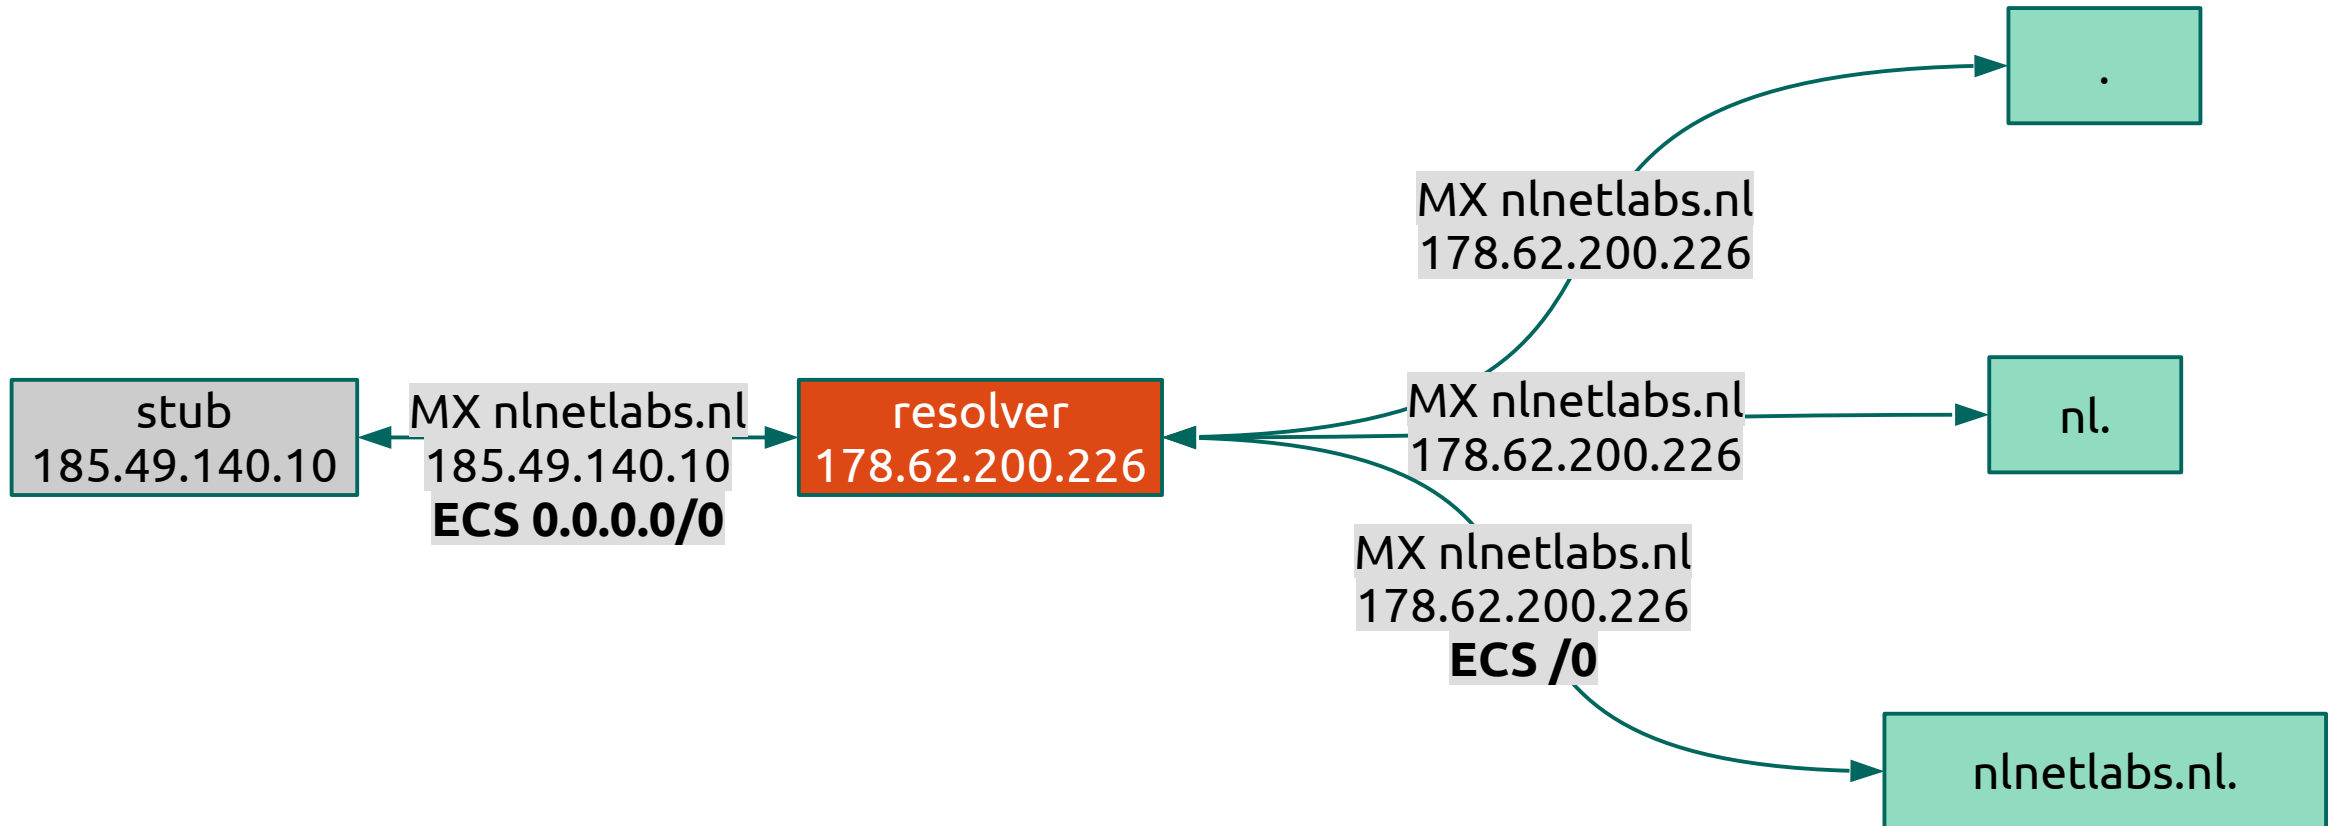 .
MX nlnetlabs.nl
178.62.200.226
stub
185.49.140.10
MX nlnetlabs.nl
185.49.140.10
ECS 0.0.0.0/0
resolver
178.62.200.226
MX nlnetlabs.nl
178.62.200.226
nl.
MX nlnetlabs.nl
178.62.200.226
ECS /0
nlnetlabs.nl.